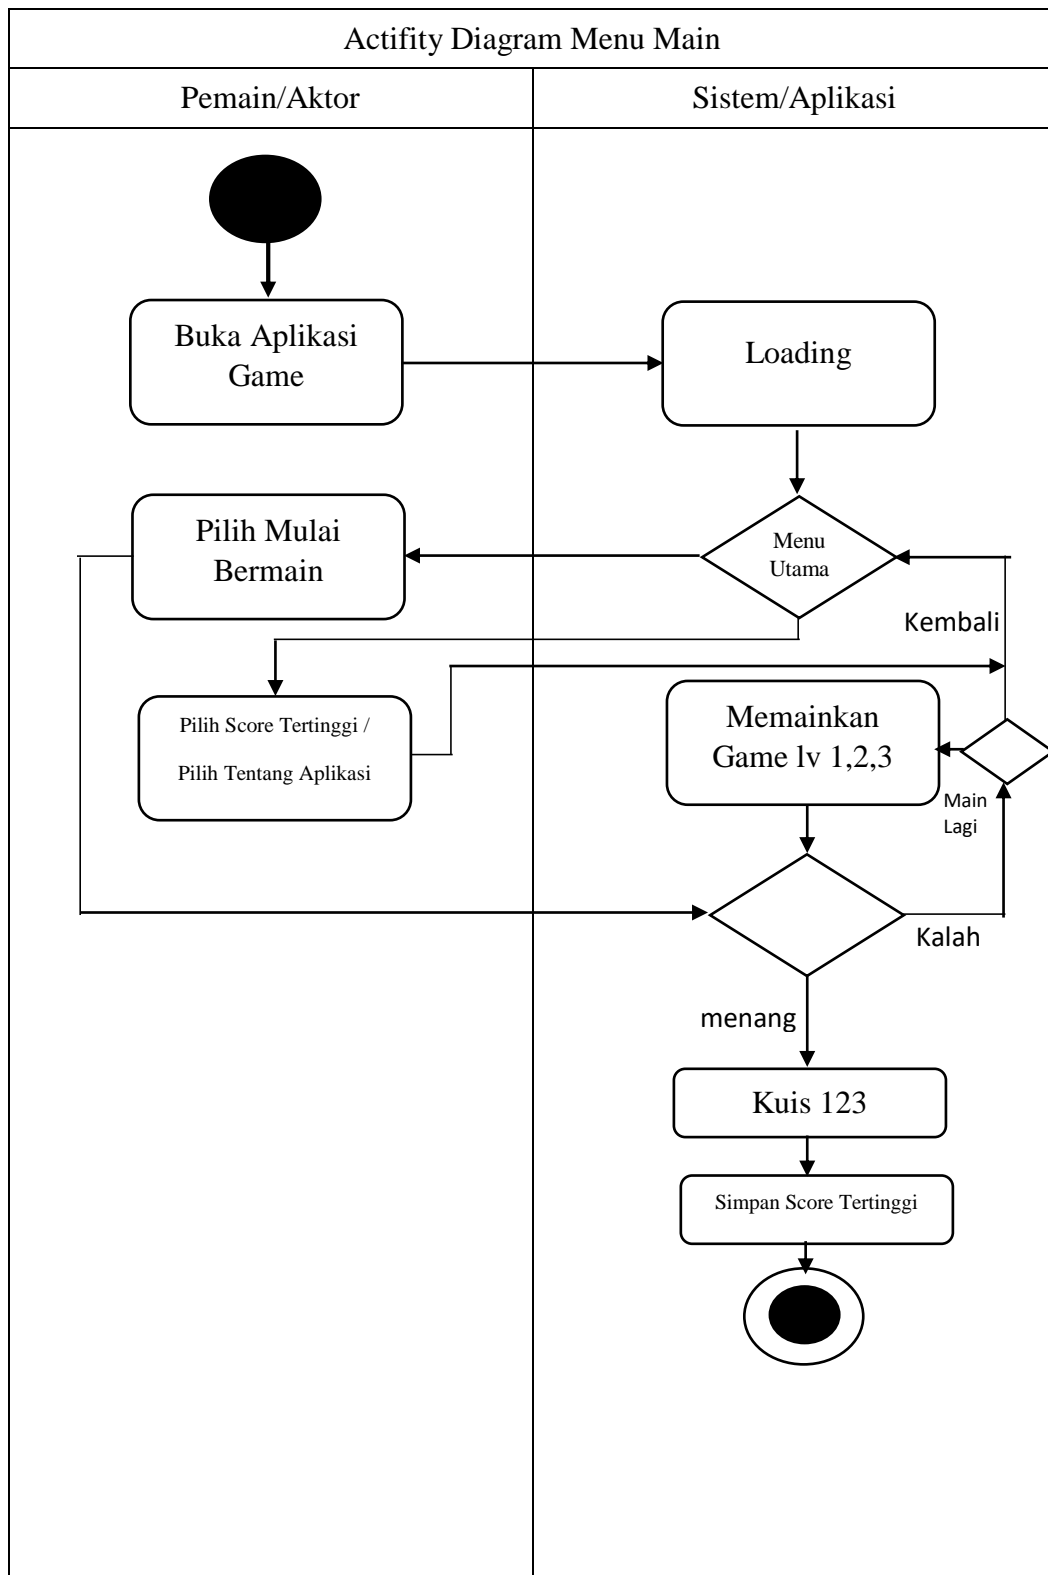 Actifity Diagram Menu Main
Pemain/Aktor
Sistem/Aplikasi
Buka Aplikasi
Game
Loading
Pilih Mulai
Bermain
Menu
Utama
Kembali
Pilih Score Tertinggi /
Pilih Tentang Aplikasi
Memainkan
Game lv 1,2,3
Main
Lagi
Kalah
menang
Kuis 123
Simpan Score Tertinggi